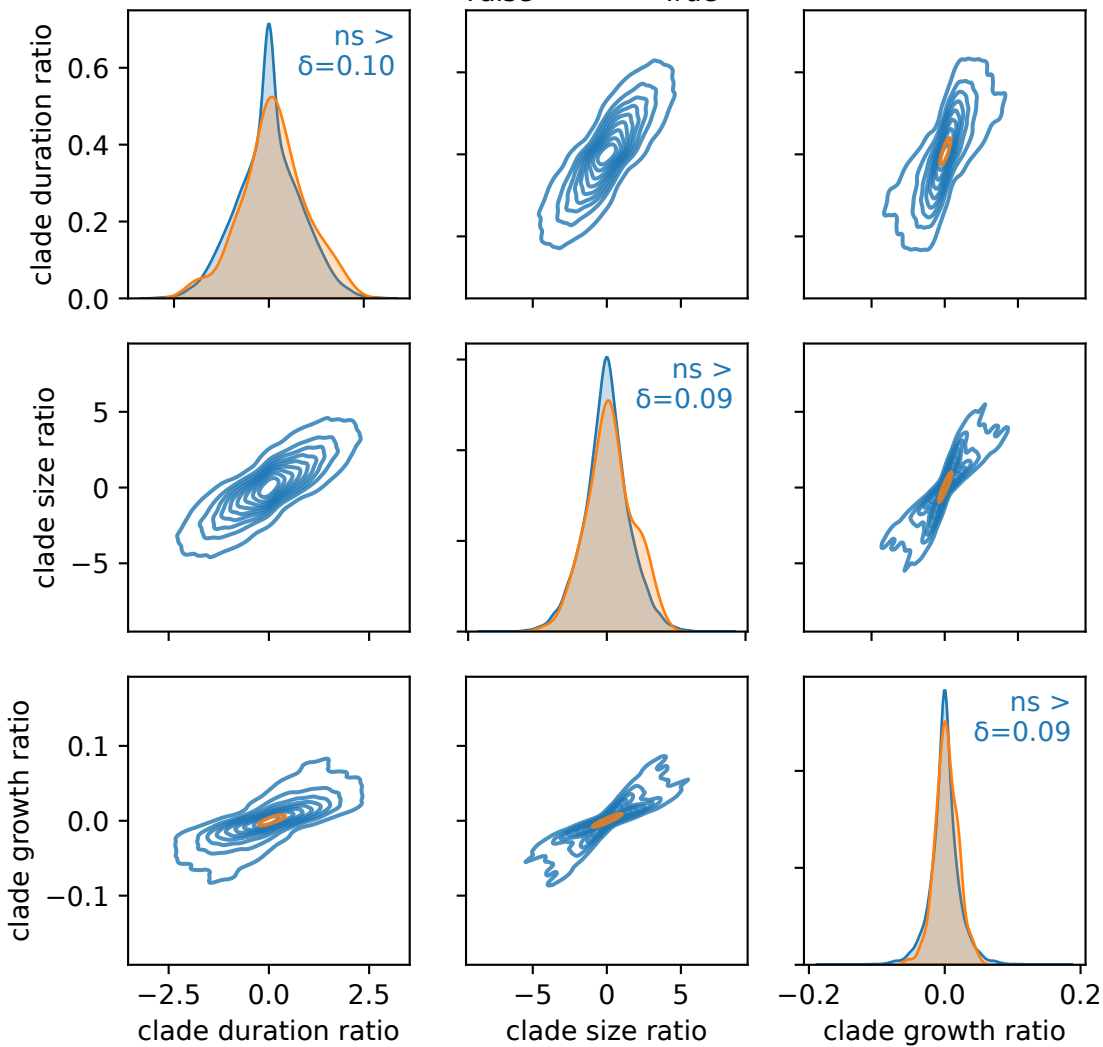 ns >
δ=0.10
clade duration ratio
0.6
0.4
0.2
0.0
ns >
δ=0.09
clade size ratio
5
0
−5
ns >
δ=0.09
clade growth ratio
0.1
0.0
−0.1
−2.5 0.0 2.5
−5 0 5
−0.2 0.0 0.2
clade duration ratio
clade size ratio
clade growth ratio